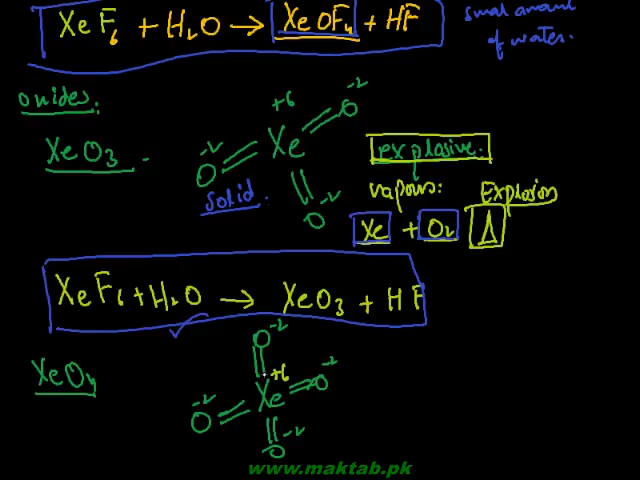 XeF6 + H2O → XeOF4 + HF
small amount
of water.
oxides:
XeO3
+6
Xe
O-2
O-2
O-2
solid
explosive.
vapours:
Explosion
Xe + O2 Δ
XeF6 + H2O → XeO3 + HF
XeO4
O-2
+6
Xe
O-2
O-2
O-2
www.maktab.pk